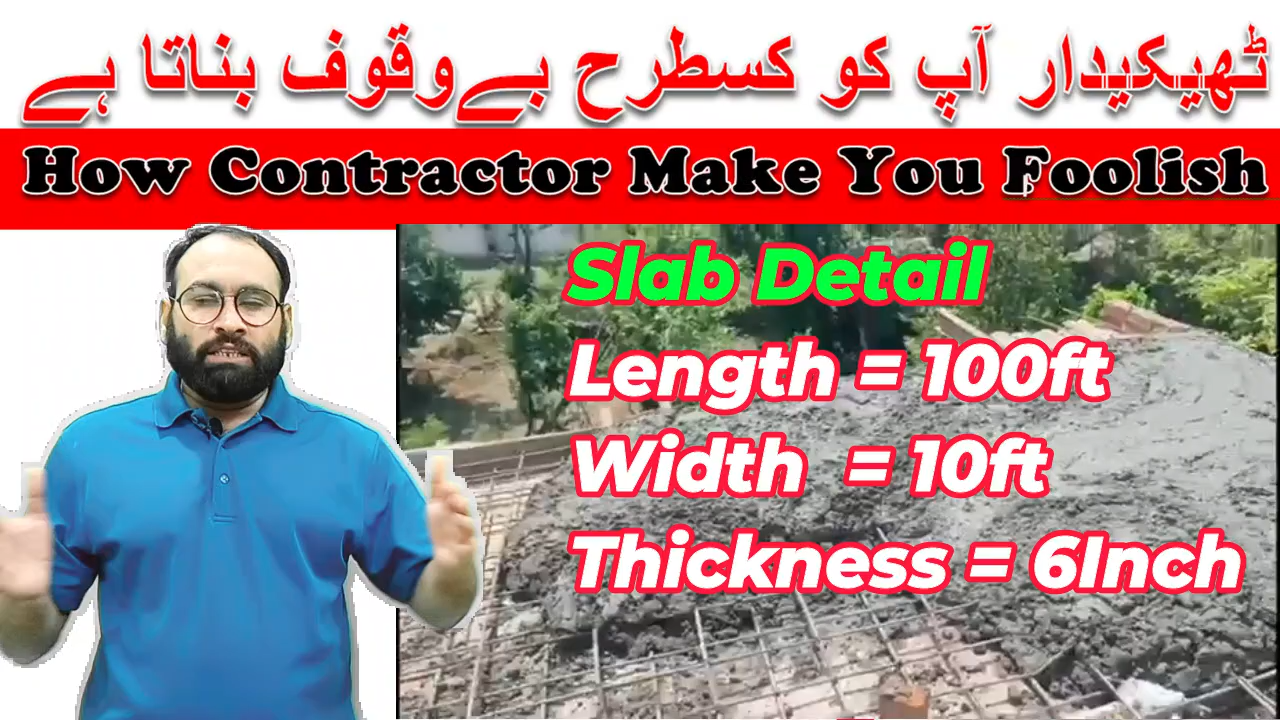 ٹھیکیدار آپ کو کسطرح بےوقوف بناتا ہے
How Contractor Make You Foolish
Slab Detail
Length = 100ft
Width = 10ft
Thickness = 6Inch